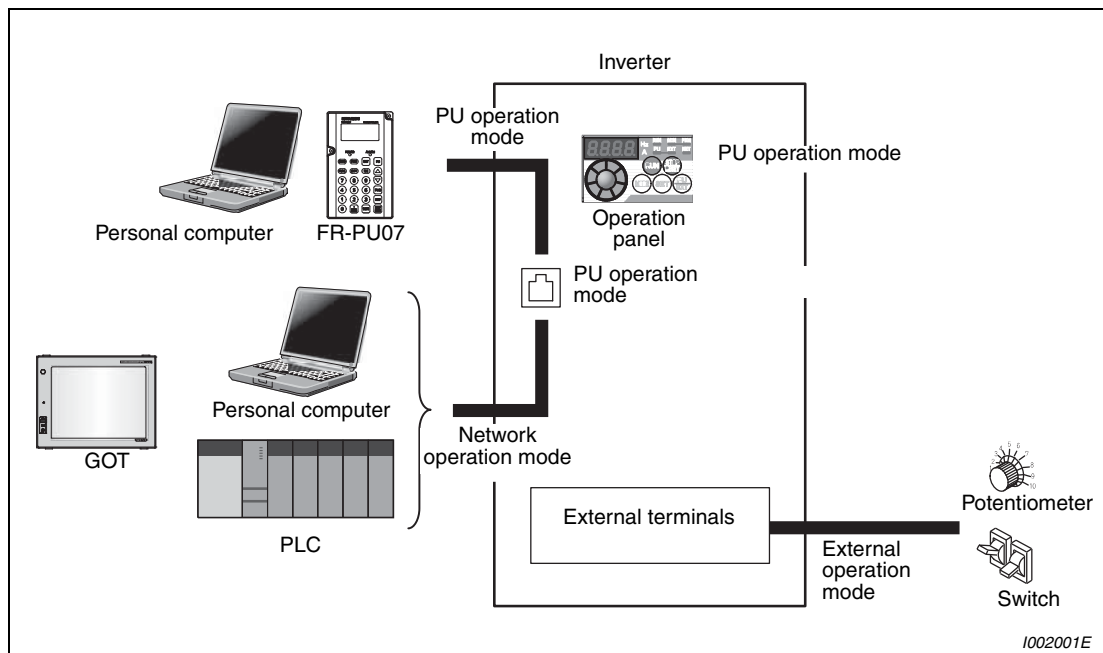 Inverter
PU operation
mode
PU operation mode
Operation
panel
Personal computer
FR-PU07
PU operation
mode
Personal computer
GOT
Network
operation mode
PLC
External terminals
Potentiometer
External
operation
mode
Switch
I002001E